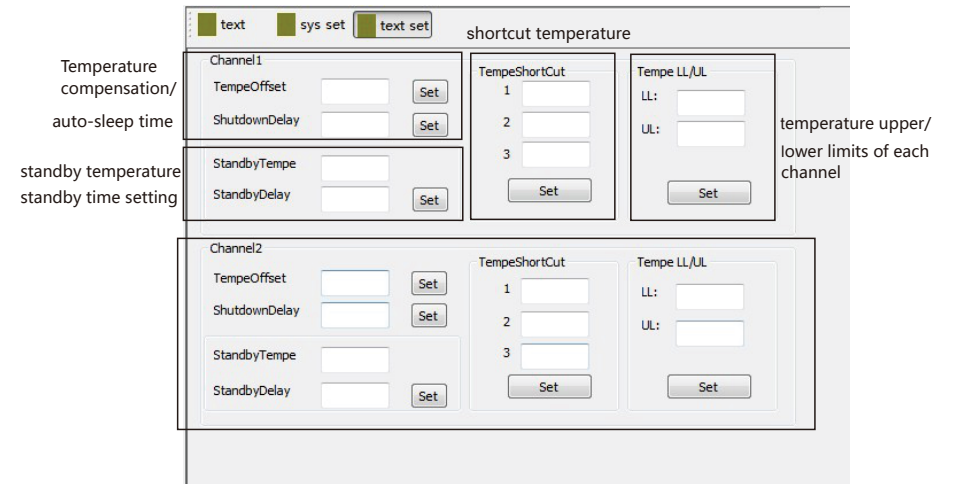 text
sys set
text set
shortcut temperature
Temperature
compensation/
auto-sleep time
standby temperature
standby time setting
Channel1
TempeOffset
Set
ShutdownDelay
Set
StandbyTempe
StandbyDelay
Set
TempeShortCut
1
2
3
Set
Tempe LL/UL
LL:
UL:
Set
temperature upper/
lower limits of each
channel
Channel2
TempeOffset
Set
ShutdownDelay
Set
StandbyTempe
StandbyDelay
Set
TempeShortCut
1
2
3
Set
Tempe LL/UL
LL:
UL:
Set